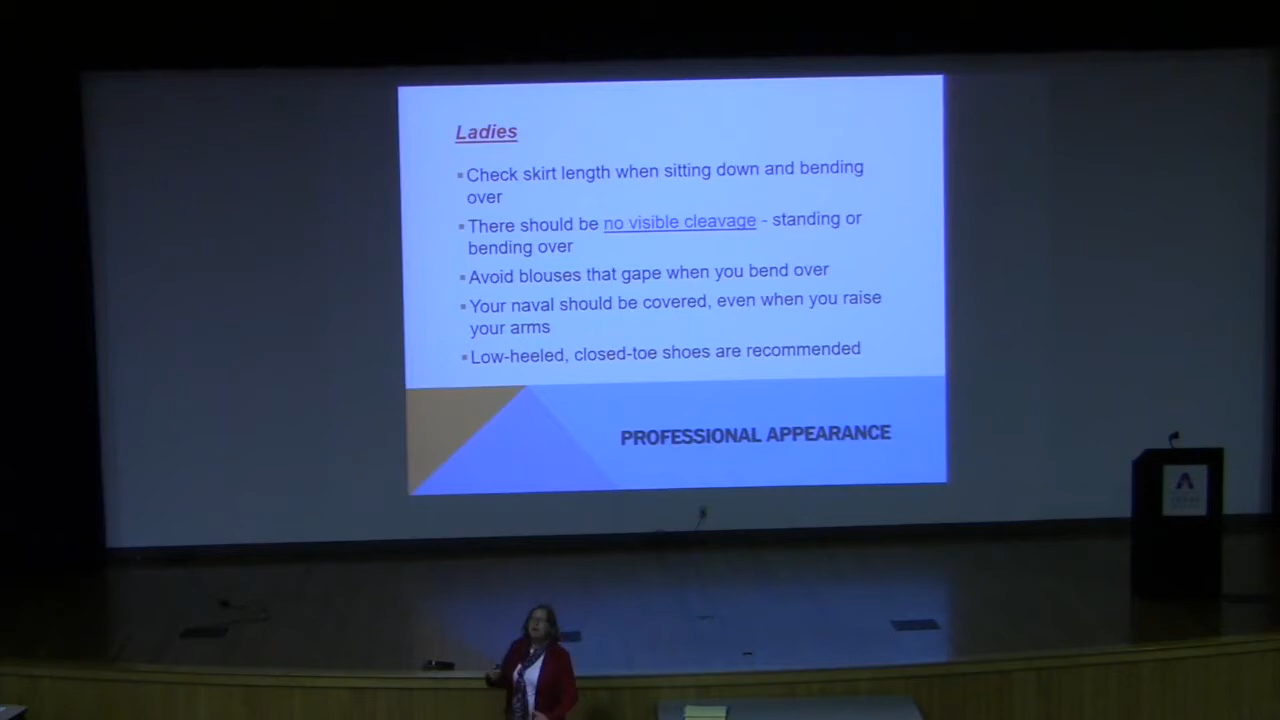 Ladies
▪Check skirt length when sitting down and bending
over
▪There should be no visible cleavage - standing or
bending over
▪Avoid blouses that gape when you bend over
▪Your naval should be covered, even when you raise
your arms
▪Low-heeled, closed-toe shoes are recommended
PROFESSIONAL APPEARANCE